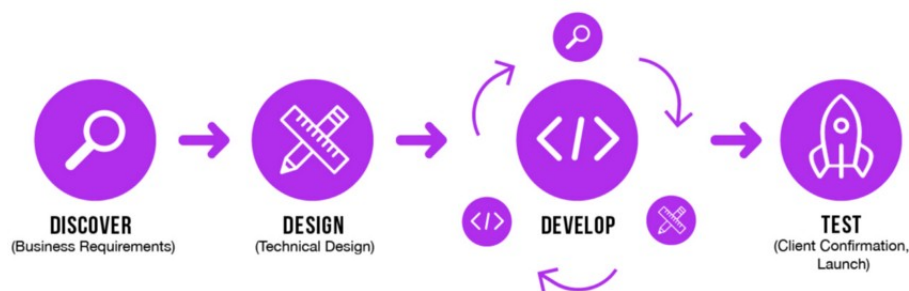 DISCOVER
(Business Requirements)
DESIGN
(Technical Design)
DEVELOP
TEST
(Client Confirmation,
Launch)